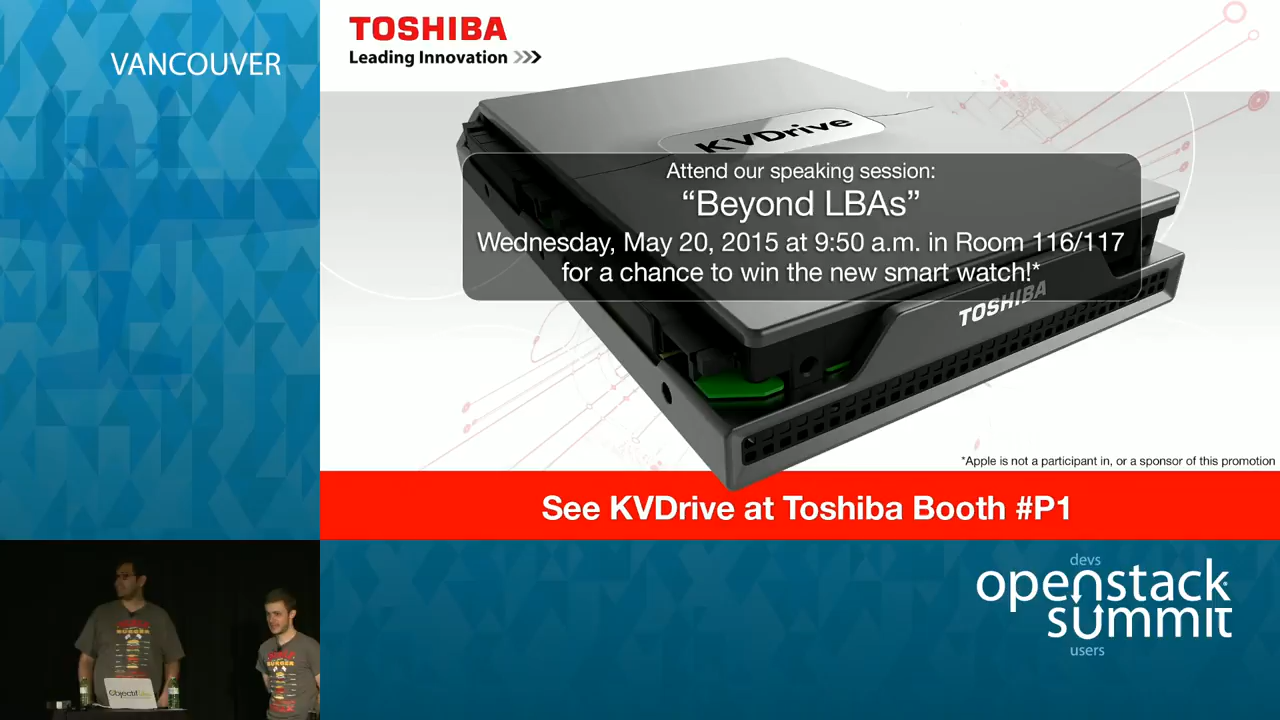 VANCOUVER
TOSHIBA
Leading Innovation >>>
KVDrive
Attend our speaking session:
“Beyond LBAs”
Wednesday, May 20, 2015 at 9:50 a.m. in Room 116/117
for a chance to win the new smart watch!*
TOSHIBA
*Apple is not a participant in, or a sponsor of this promotion
See KVDrive at Toshiba Booth #P1
devs
openstack
summit
users
BURGER
BURGER